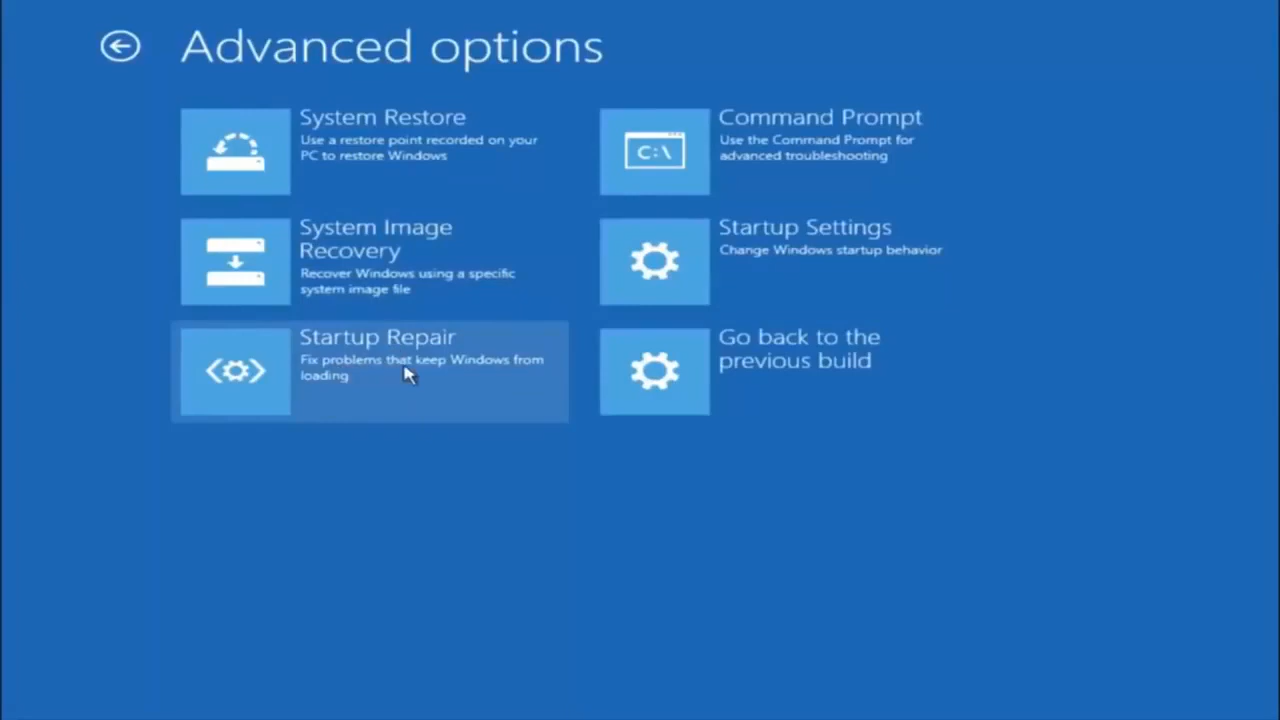 Advanced options
System Restore
Use a restore point recorded on your
PC to restore Windows
System Image
Recovery
Recover Windows using a specific
system image file
Startup Repair
Fix problems that keep Windows from
loading
Command Prompt
C:\
Use the Command Prompt for
advanced troubleshooting
Startup Settings
Change Windows startup behavior
Go back to the
previous build